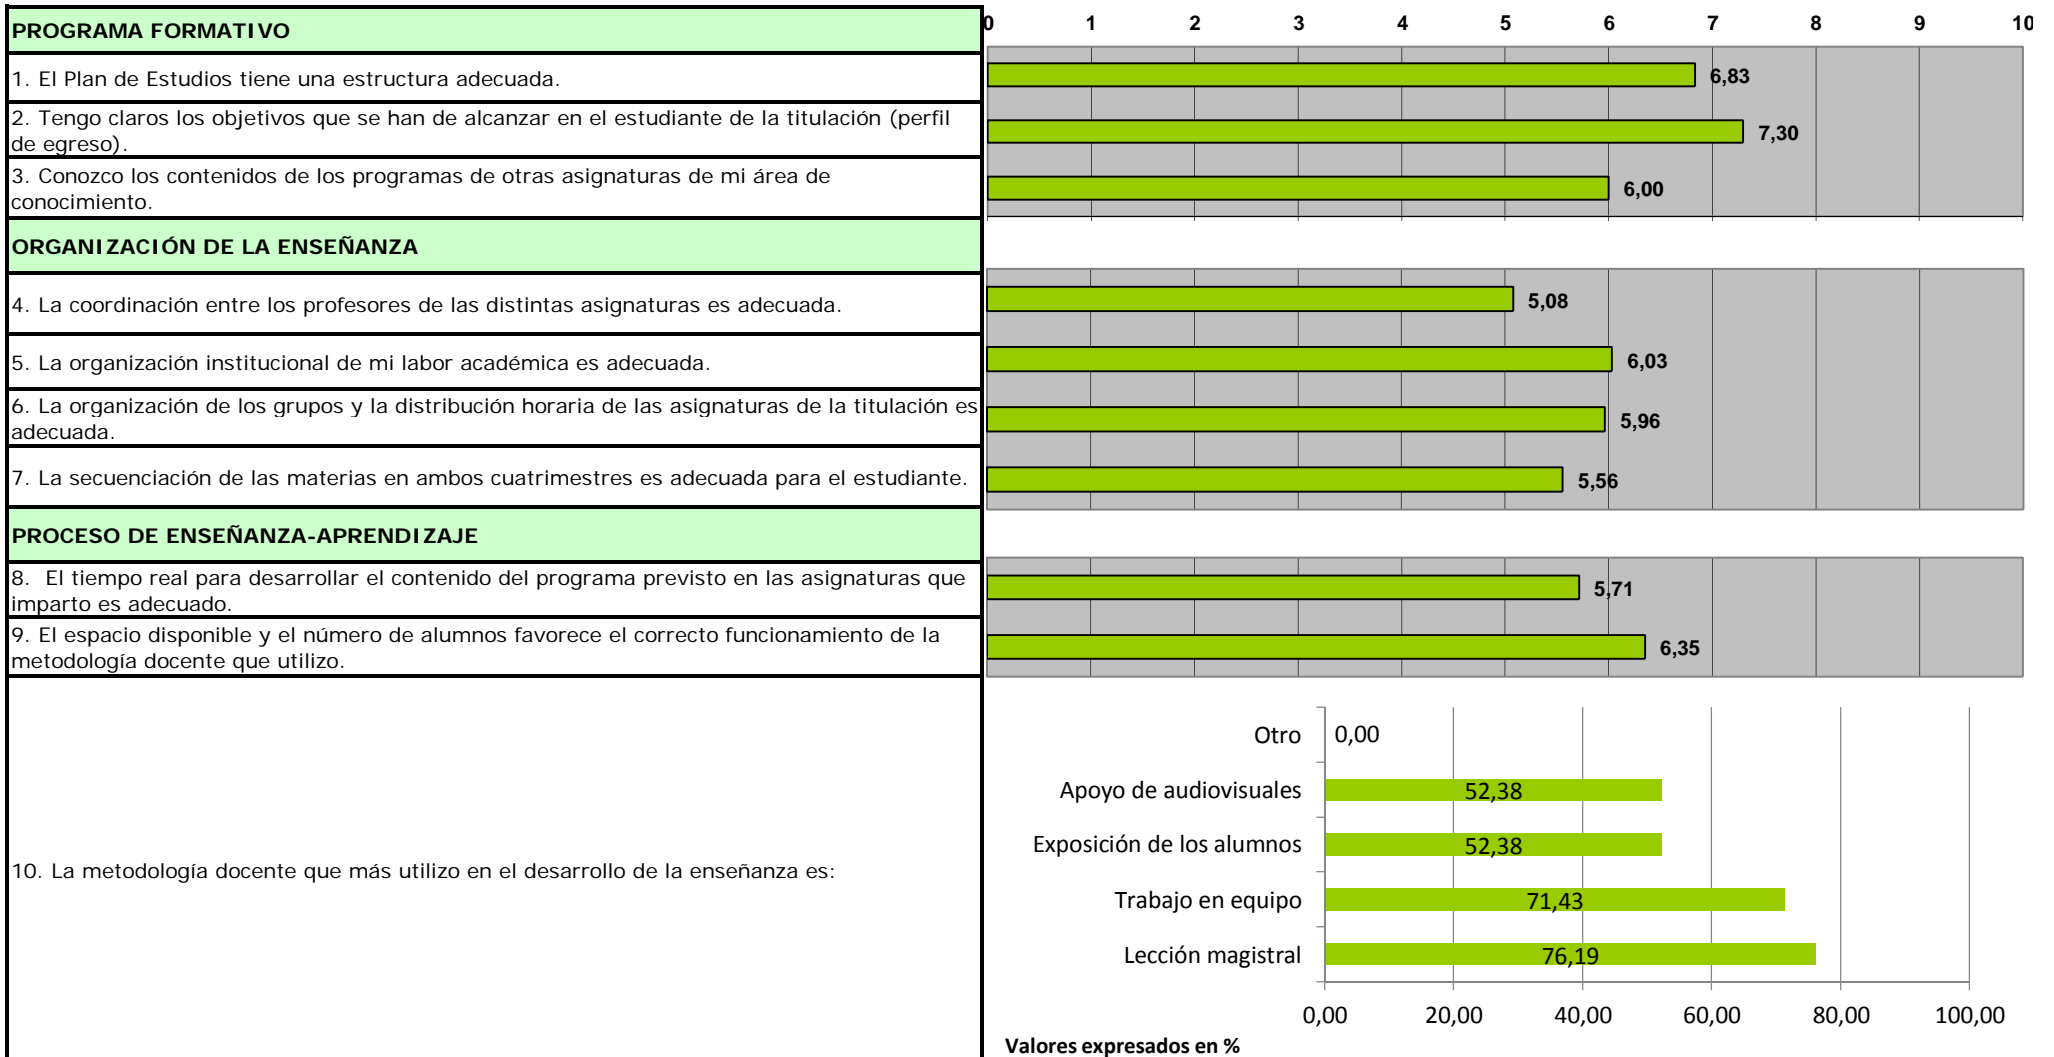 PROGRAMA FORMATIVO
0 1 2 3 4 5 6 7 8 9 10
1. El Plan de Estudios tiene una estructura adecuada.
6,83
2. Tengo claros los objetivos que se han de alcanzar en el estudiante de la titulación (perfil
de egreso).
7,30
3. Conozco los contenidos de los programas de otras asignaturas de mi área de
conocimiento.
6,00
ORGANIZACIÓN DE LA ENSEÑANZA
4. La coordinación entre los profesores de las distintas asignaturas es adecuada.
5,08
5. La organización institucional de mi labor académica es adecuada.
6,03
6. La organización de los grupos y la distribución horaria de las asignaturas de la titulación es
adecuada.
5,96
7. La secuenciación de las materias en ambos cuatrimestres es adecuada para el estudiante.
5,56
PROCESO DE ENSEÑANZA-APRENDIZAJE
8.  El tiempo real para desarrollar el contenido del programa previsto en las asignaturas que
imparto es adecuado.
5,71
9. El espacio disponible y el número de alumnos favorece el correcto funcionamiento de la
metodología docente que utilizo.
6,35
10. La metodología docente que más utilizo en el desarrollo de la enseñanza es:
Otro 0,00
Apoyo de audiovisuales 52,38
Exposición de los alumnos 52,38
Trabajo en equipo 71,43
Lección magistral 76,19
0,00 20,00 40,00 60,00 80,00 100,00
Valores expresados en %